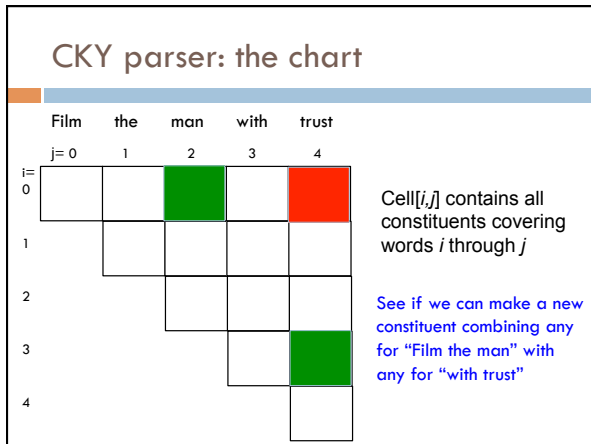 CKY parser: the chart
Film the man with trust
j= 0 1 2 3 4
i=
0
Cell[i,j] contains all
constituents covering
words i through j
1
2
See if we can make a new
constituent combining any
for “Film the man” with
any for “with trust”
3
4